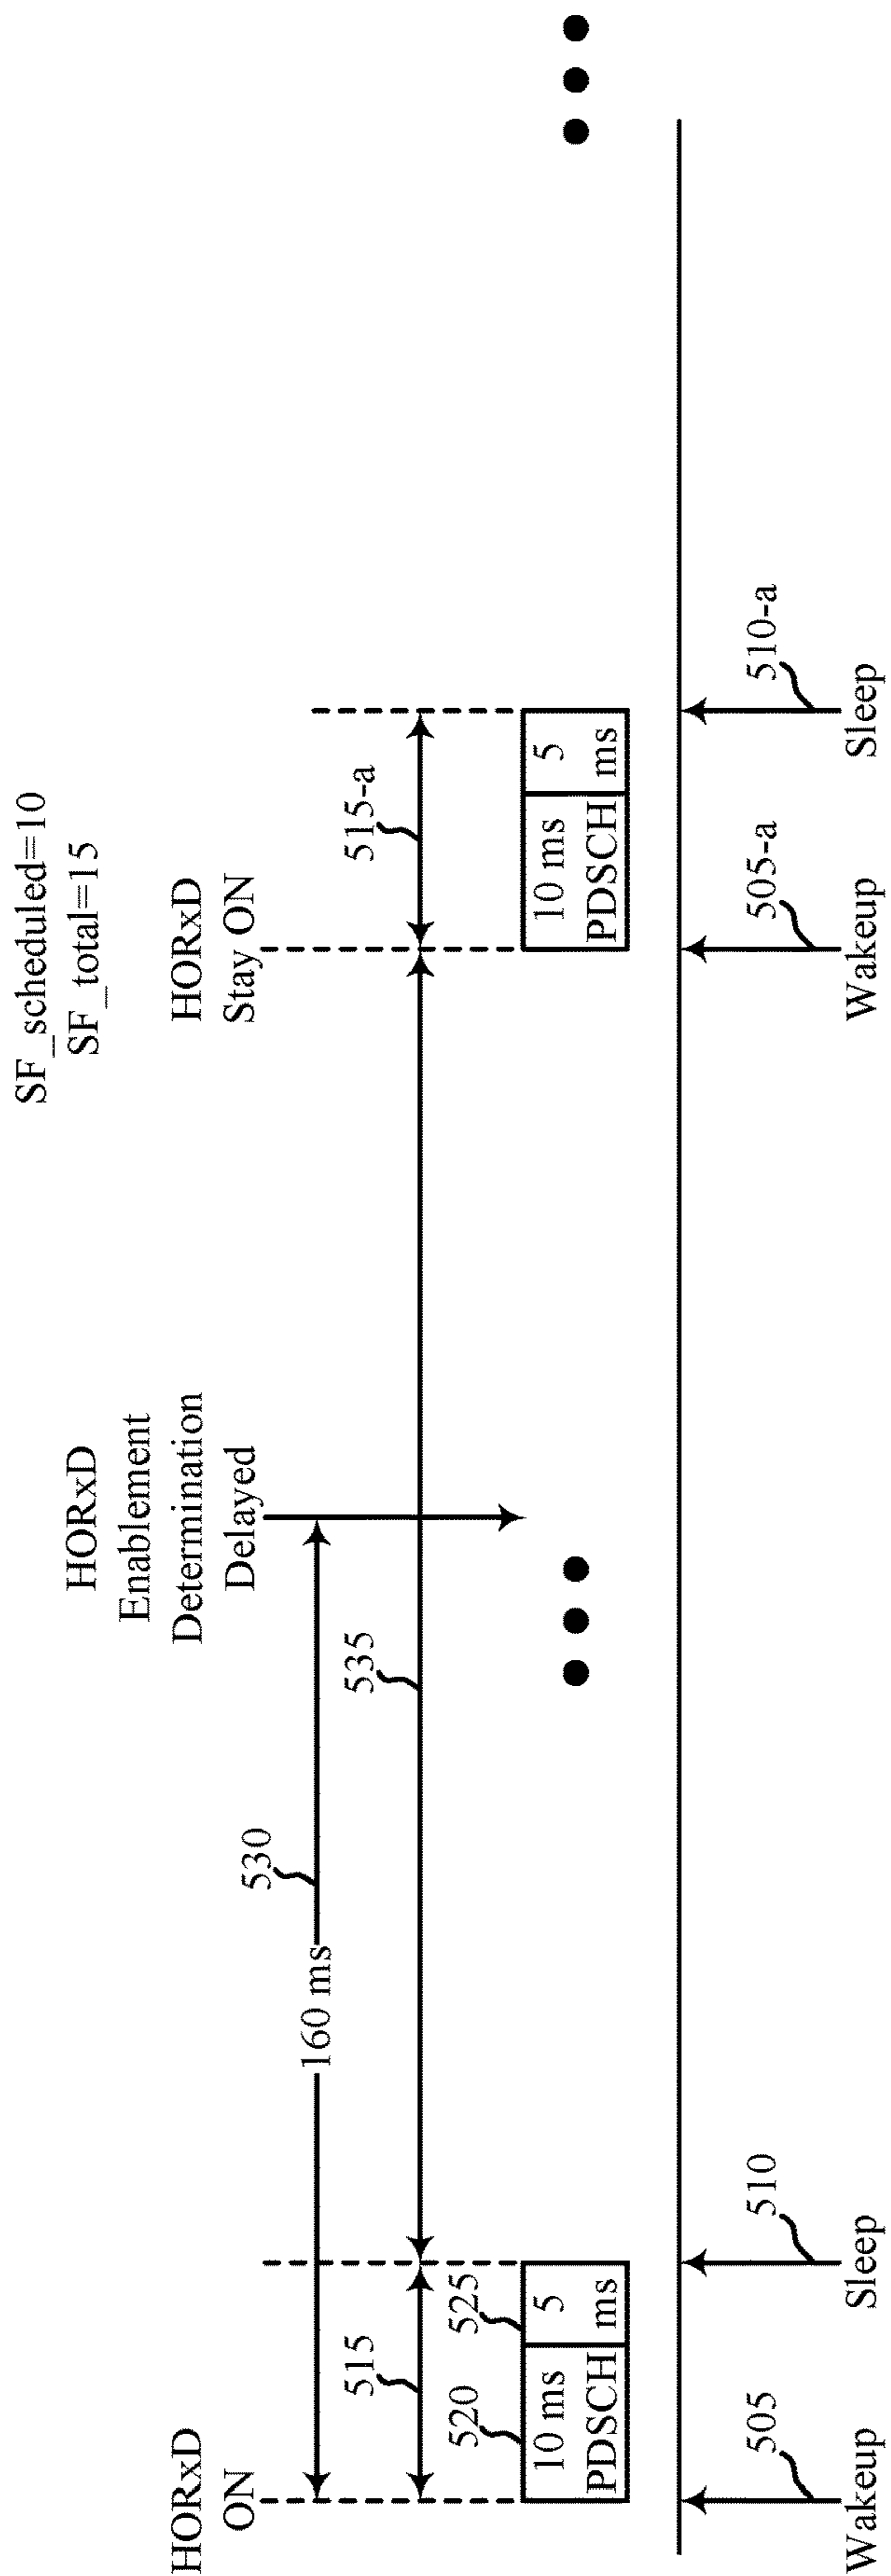 SF_scheduled=10
SF_total=15
HORxD
ON
HORxD
Enablement
Determination
Delayed
HORxD
Stay ON
160 ms
530
535
515
515-a
520
525
10 ms
PDSCH
5
ms
10 ms
PDSCH
5
ms
505
510
505-a
510-a
Wakeup
Sleep
Wakeup
Sleep